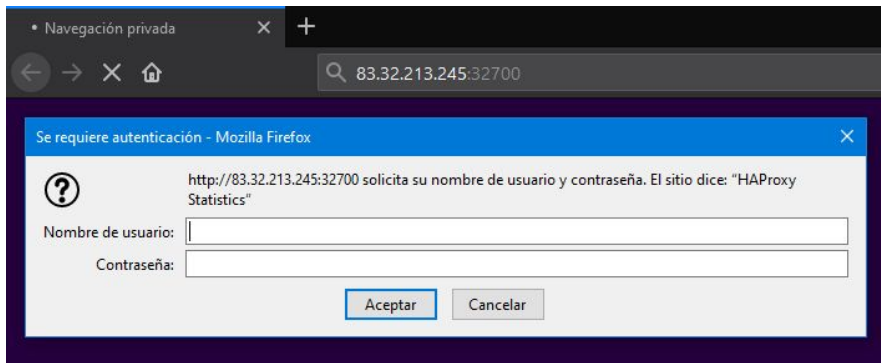 • Navegación privada
83.32.213.245:32700
Se requiere autenticación - Mozilla Firefox
http://83.32.213.245:32700 solicita su nombre de usuario y contraseña. El sitio dice: “HAProxy
Statistics”
Nombre de usuario:
Contraseña:
Aceptar Cancelar